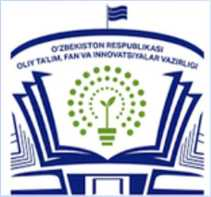 O'ZBEKISTON RESPUBLIKASI
OLIY TA'LIM, FAN VA INNOVATSIYALAR VAZIRLIGI